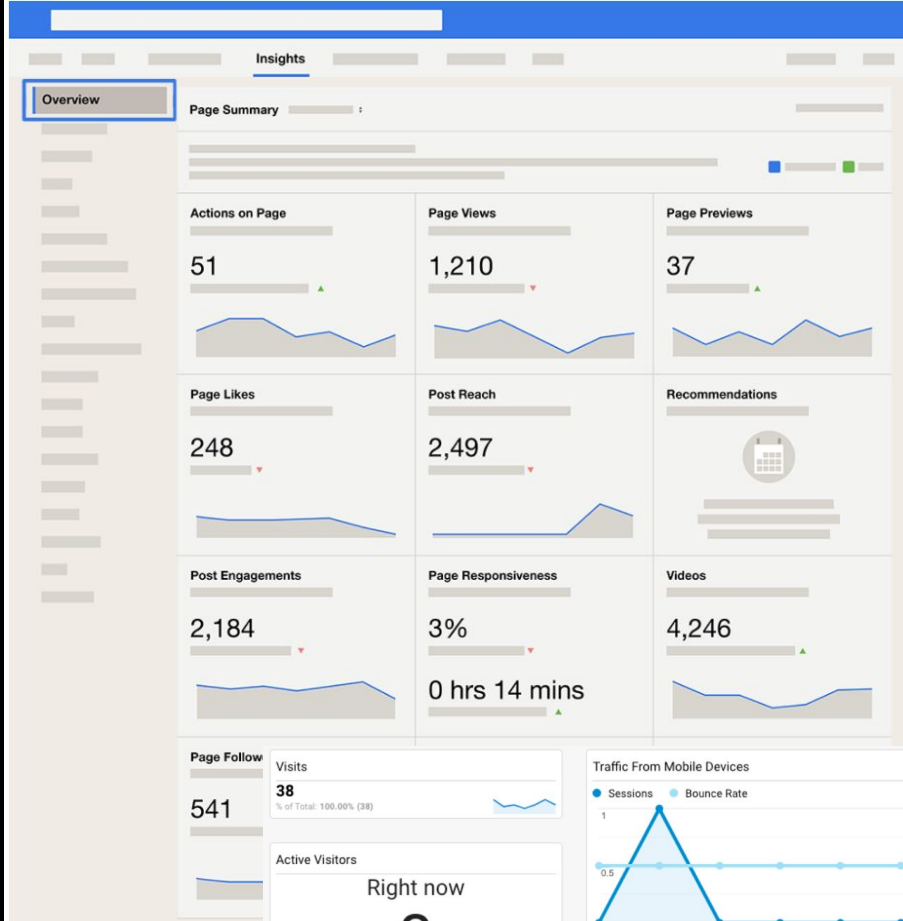 Insights
Overview
Page Summary
Actions on Page
51
Page Views
1,210
Page Previews
37
Page Likes
248
Post Reach
2,497
Recommendations
Post Engagements
2,184
Page Responsiveness
3%
0 hrs 14 mins
Videos
4,246
Page Follow
541
Visits
38
% of Total: 100.00% (38)
Traffic From Mobile Devices
Sessions
Bounce Rate
1
0.5
Active Visitors
Right now